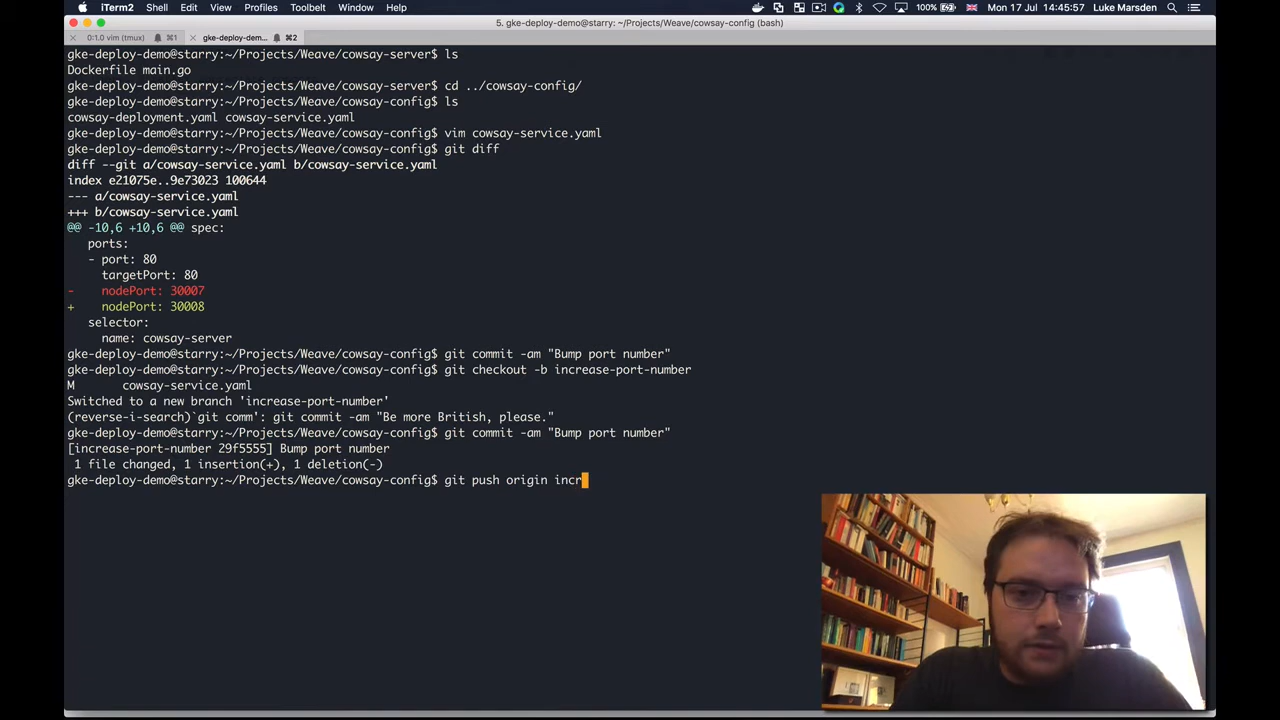 iTerm2 Shell Edit View Profiles Toolbelt Window Help 100% Mon 17 Jul 14:45:57 Luke Marsden
5. gke-deploy-demo@starry: ~/Projects/Weave/cowsay-config (bash)
0:1.0 vim (tmux) ⌘1 gke-deploy-dem... ⌘2
gke-deploy-demo@starry:~/Projects/Weave/cowsay-server$ ls
Dockerfile main.go
gke-deploy-demo@starry:~/Projects/Weave/cowsay-server$ cd ../cowsay-config/
gke-deploy-demo@starry:~/Projects/Weave/cowsay-config$ ls
cowsay-deployment.yaml cowsay-service.yaml
gke-deploy-demo@starry:~/Projects/Weave/cowsay-config$ vim cowsay-service.yaml
gke-deploy-demo@starry:~/Projects/Weave/cowsay-config$ git diff
diff --git a/cowsay-service.yaml b/cowsay-service.yaml
index e21075e..9e73023 100644
--- a/cowsay-service.yaml
+++ b/cowsay-service.yaml
@@ -10,6 +10,6 @@ spec:
   ports:
   - port: 80
     targetPort: 80
-    nodePort: 30007
+    nodePort: 30008
   selector:
     name: cowsay-server
gke-deploy-demo@starry:~/Projects/Weave/cowsay-config$ git commit -am "Bump port number"
gke-deploy-demo@starry:~/Projects/Weave/cowsay-config$ git checkout -b increase-port-number
M       cowsay-service.yaml
Switched to a new branch 'increase-port-number'
(reverse-i-search)`git comm': git commit -am "Be more British, please."
gke-deploy-demo@starry:~/Projects/Weave/cowsay-config$ git commit -am "Bump port number"
[increase-port-number 29f5555] Bump port number
 1 file changed, 1 insertion(+), 1 deletion(-)
gke-deploy-demo@starry:~/Projects/Weave/cowsay-config$ git push origin incr